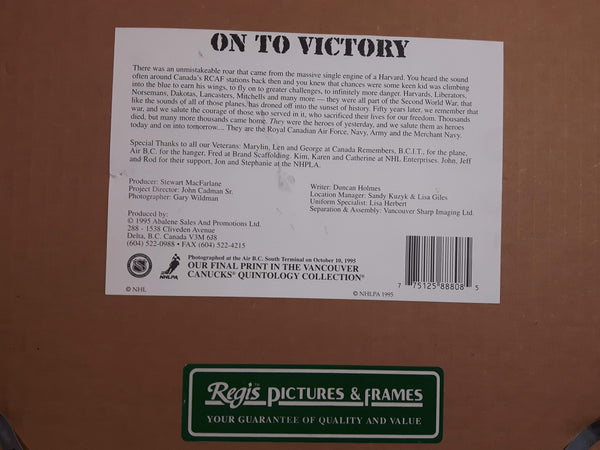 ON TO VICTORY
There was an unmistakeable roar that came from the massive single engine of a Harvard. You heard the sound
often around Canada's RCAF stations back then and you knew that chances were some keen kid was climbing
into the blue to earn his wings, to fly on to greater challenges, to infinitely more danger. Harvards, Liberators,
Norsemans, Dakotas, Lancasters, Mitchells and many more — they were all part of the Second World War, that
like the sounds of all of those planes, has droned off into the sunset of history. Fifty years later, we remember that
war, and we salute the courage of those who served in it, who sacrificed their lives for our freedom. Thousands
died, but many more thousands came home. They were the heroes of yesterday, and we salute them as heroes
today and on into tomorrow.... They are the Royal Canadian Air Force, Navy, Army and the Merchant Navy.
Special Thanks to all our Veterans: Marylin, Len and George at Canada Remembers, B.C.I.T. for the plane,
Air B.C. for the hanger, Fred at Brand Scaffolding. Kim, Karen and Catherine at NHL Enterprises. John, Jeff
and Rod for their support, Jon and Stephanie at the NHPLA.
Producer: Stewart MacFarlane
Project Director: John Cadman Sr.
Photographer: Gary Wildman
Writer: Duncan Holmes
Location Manager: Sandy Kuzyk & Lisa Giles
Uniform Specialist: Lisa Herbert
Separation & Assembly: Vancouver Sharp Imaging Ltd.
Produced by:
© 1995 Abalene Sales And Promotions Ltd.
288 - 1538 Cliveden Avenue
Delta, B.C. Canada V3M 6J8
(604) 522-0988 • FAX (604) 522-4215
Photographed at the Air B.C. South Terminal on October 10, 1995
OUR FINAL PRINT IN THE VANCOUVER
CANUCKS® QUINTOLOGY COLLECTION®
NHL
NHLPA
© NHL
© NHLPA 1995
7 75125 88808 5
Regis PICTURES & FRAMES
YOUR GUARANTEE OF QUALITY AND VALUE